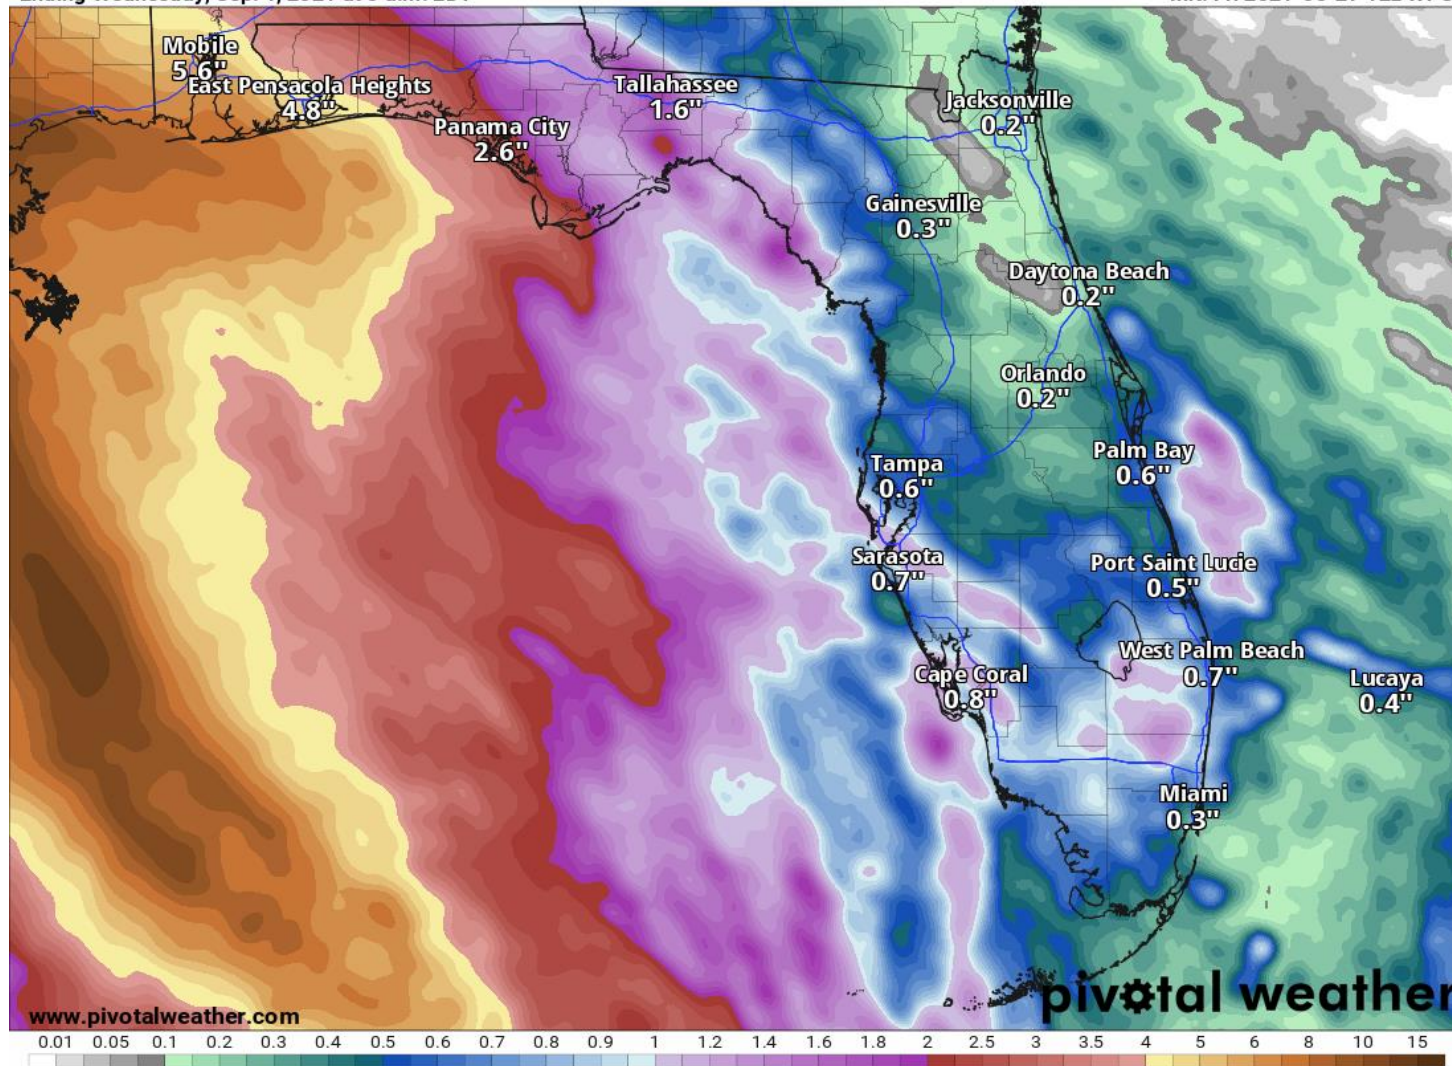 Mobile
5.6"
East Pensacola Heights
4.8"
Panama City
2.6"
Tallahassee
1.6"
Jacksonville
0.2"
Gainesville
0.3"
Daytona Beach
0.2"
Orlando
0.2"
Palm Bay
0.6"
Tampa
0.6"
Sarasota
0.7"
Port Saint Lucie
0.5"
West Palm Beach
0.7"
Cape Coral
0.8"
Lucaya
0.4"
Miami
0.3"
pivotal weather
www.pivotalweather.com
0.01 0.05 0.1 0.2 0.3 0.4 0.5 0.6 0.7 0.8 0.9 1 1.2 1.4 1.6 1.8 2 2.5 3 3.5 4 5 6 8 10 15